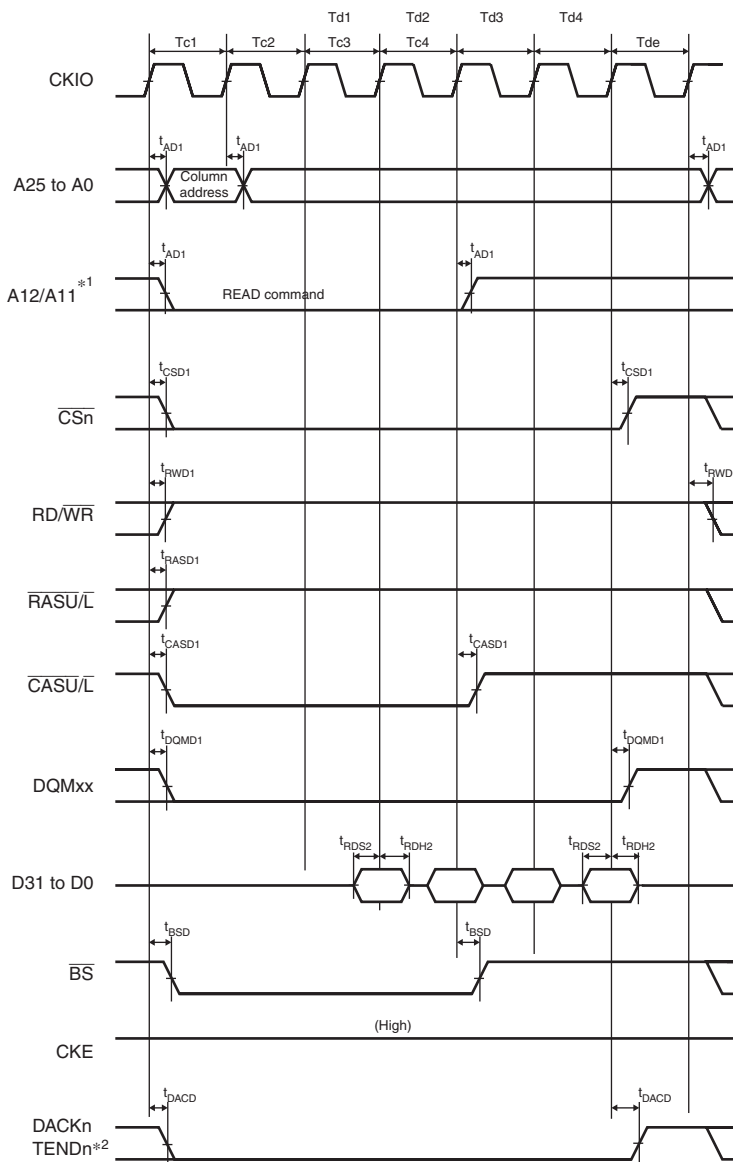 Td1 Td2 Td3 Td4
Tc1 Tc2 Tc3 Tc4 Tde
CKIO
tAD1 tAD1 tAD1
A25 to A0
Column
address
tAD1 tAD1
A12/A11*1
READ command
tCSD1 tCSD1
CSn
tRWD1 tRWD
RD/WR
tRASD1
RASU/L
tCASD1 tCASD1
CASU/L
tDQMD1 tDQMD1
DQMxx
tRDS2 tRDH2 tRDS2 tRDH2
D31 to D0
tBSD tBSD
BS
(High)
CKE
tDACD tDACD
DACKn
TENDn*2